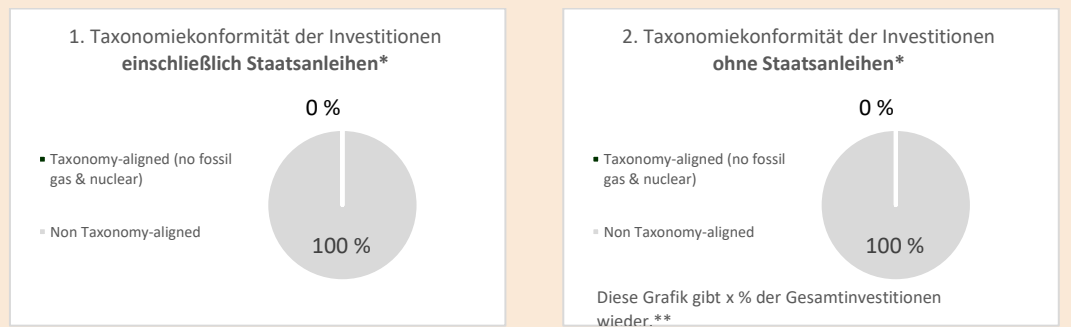 1. Taxonomiekonformität der Investitionen
einschließlich Staatsanleihen*
0 %
Taxonomy-aligned (no fossil
gas & nuclear)
Non Taxonomy-aligned
100 %
2. Taxonomiekonformität der Investitionen
ohne Staatsanleihen*
0 %
Taxonomy-aligned (no fossil
gas & nuclear)
Non Taxonomy-aligned
100 %
Diese Grafik gibt x % der Gesamtinvestitionen
wieder.**